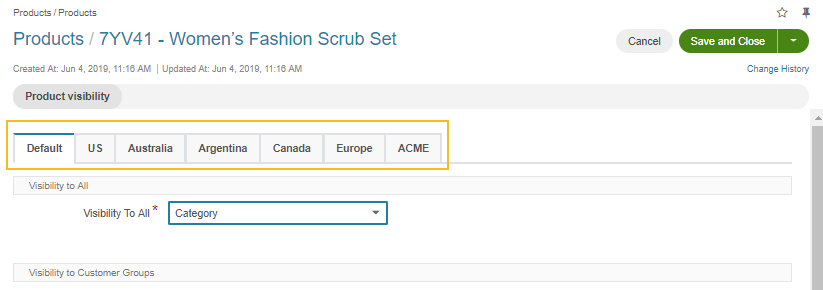 Products / Products
Products / 7YV41 - Women’s Fashion Scrub Set
Cancel
Save and Close
Created At: Jun 4, 2019, 11:16 AM | Updated At: Jun 4, 2019, 11:16 AM
Change History
Product visibility
Default US Australia Argentina Canada Europe ACME
Visibility to All
Visibility To All * Category
Visibility to Customer Groups